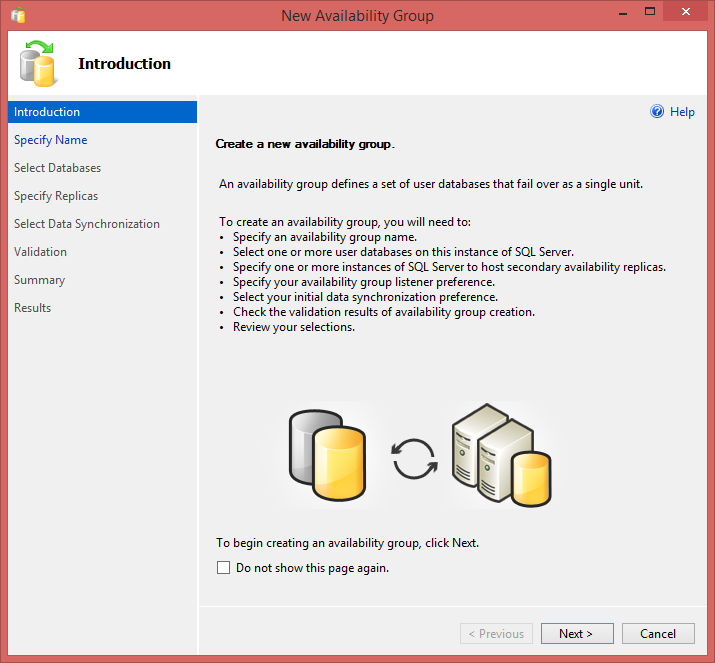 New Availability Group
Introduction
Introduction
Specify Name
Select Databases
Specify Replicas
Select Data Synchronization
Validation
Summary
Results
Help
Create a new availability group.
An availability group defines a set of user databases that fail over as a single unit.
To create an availability group, you will need to:
• Specify an availability group name.
• Select one or more user databases on this instance of SQL Server.
• Specify one or more instances of SQL Server to host secondary availability replicas.
• Specify your availability group listener preference.
• Select your initial data synchronization preference.
• Check the validation results of availability group creation.
• Review your selections.
To begin creating an availability group, click Next.
Do not show this page again.
< Previous
Next >
Cancel